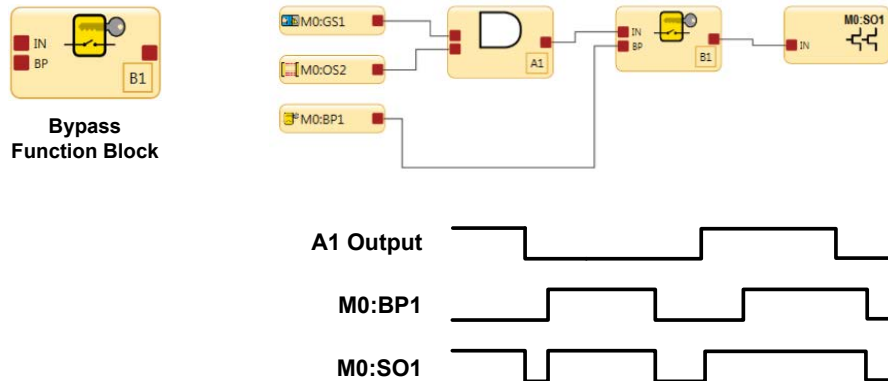 IN
BP
B1
Bypass
Function Block
M0:GS1
M0:OS2
M0:BP1
A1
IN
BP
B1
M0:SO1
IN
A1 Output
M0:BP1
M0:SO1